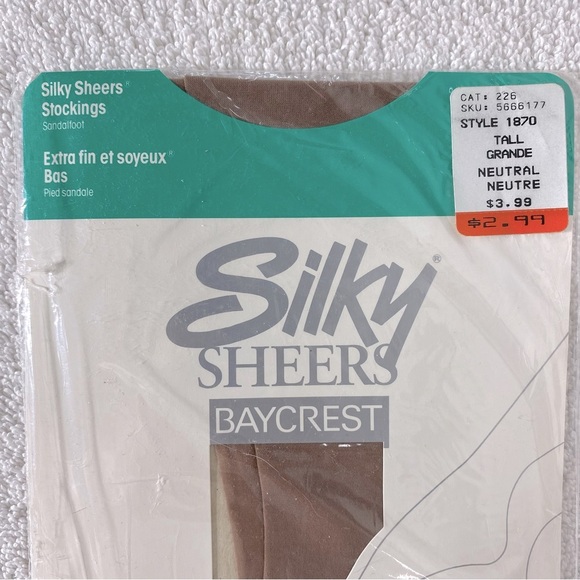 Silky Sheers®
Stockings
Sandalfoot
Extra fin et soyeux®
Bas
Pied sandale
CAT: 226
SKU: 5666177
STYLE 1870
TALL
GRANDE
NEUTRAL
NEUTRE
$3.99
$2.99
Silky®
SHEERS
BAYCREST